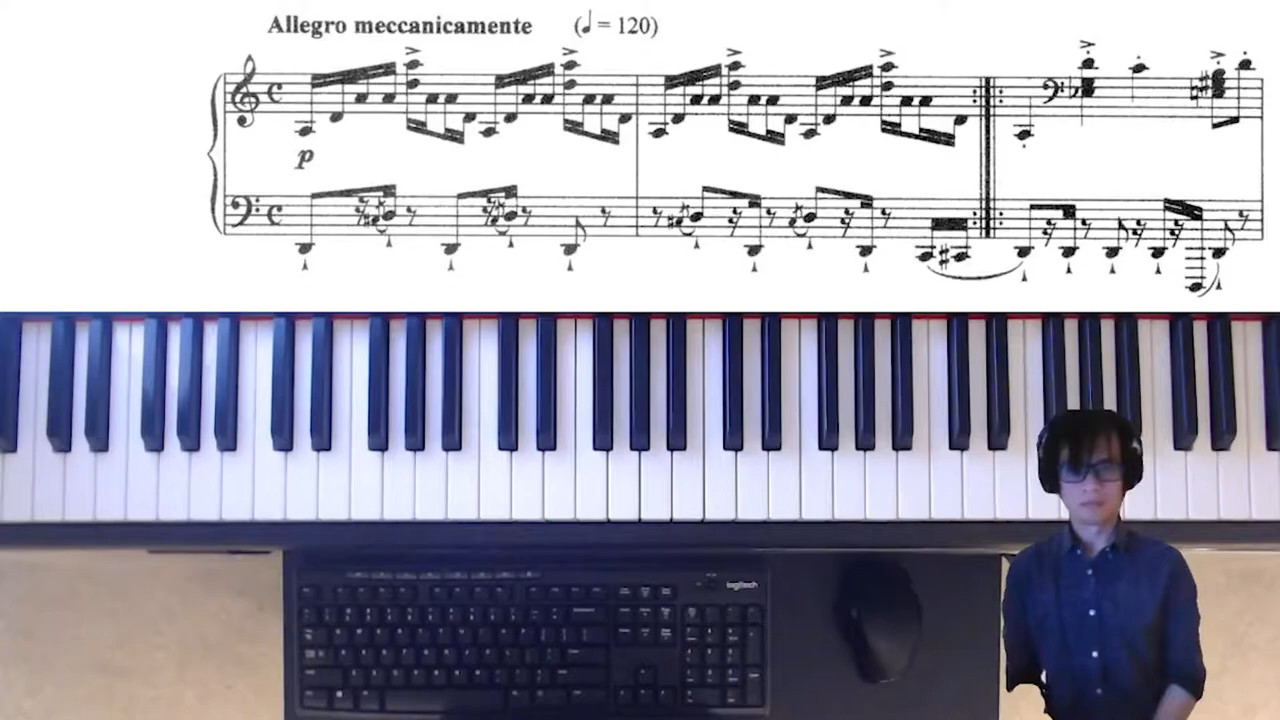 Allegro meccanicamente (♩ = 120)
p
logitech